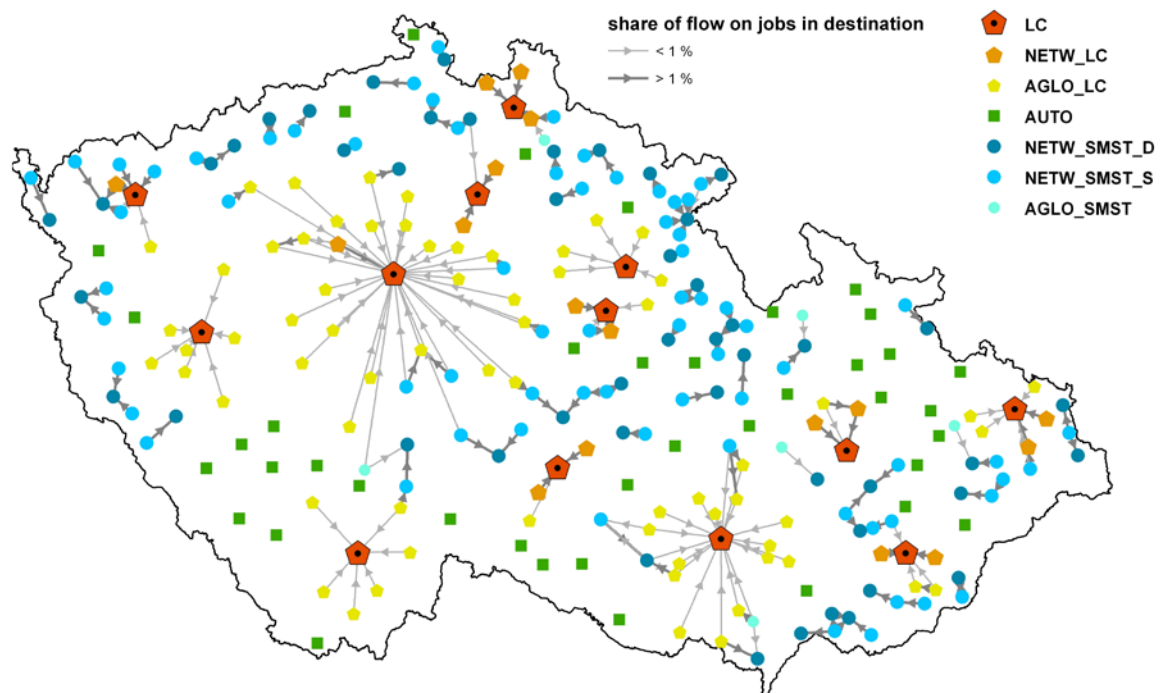 share of flow on jobs in destination
< 1 %
> 1 %
LC
NETW_LC
AGLO_LC
AUTO
NETW_SMST_D
NETW_SMST_S
AGLO_SMST